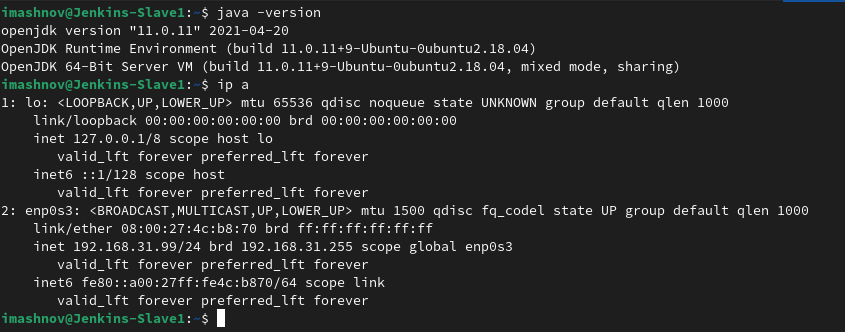 imashnov@Jenkins-Slave1:~$ java -version
openjdk version "11.0.11" 2021-04-20
OpenJDK Runtime Environment (build 11.0.11+9-Ubuntu-0ubuntu2.18.04)
OpenJDK 64-Bit Server VM (build 11.0.11+9-Ubuntu-0ubuntu2.18.04, mixed mode, sharing)
imashnov@Jenkins-Slave1:~$ ip a
1: lo: <LOOPBACK,UP,LOWER_UP> mtu 65536 qdisc noqueue state UNKNOWN group default qlen 1000
    link/loopback 00:00:00:00:00:00 brd 00:00:00:00:00:00
    inet 127.0.0.1/8 scope host lo
       valid_lft forever preferred_lft forever
    inet6 ::1/128 scope host
       valid_lft forever preferred_lft forever
2: enp0s3: <BROADCAST,MULTICAST,UP,LOWER_UP> mtu 1500 qdisc fq_codel state UP group default qlen 1000
    link/ether 08:00:27:4c:b8:70 brd ff:ff:ff:ff:ff:ff
    inet 192.168.31.99/24 brd 192.168.31.255 scope global enp0s3
       valid_lft forever preferred_lft forever
    inet6 fe80::a00:27ff:fe4c:b870/64 scope link
       valid_lft forever preferred_lft forever
imashnov@Jenkins-Slave1:~$